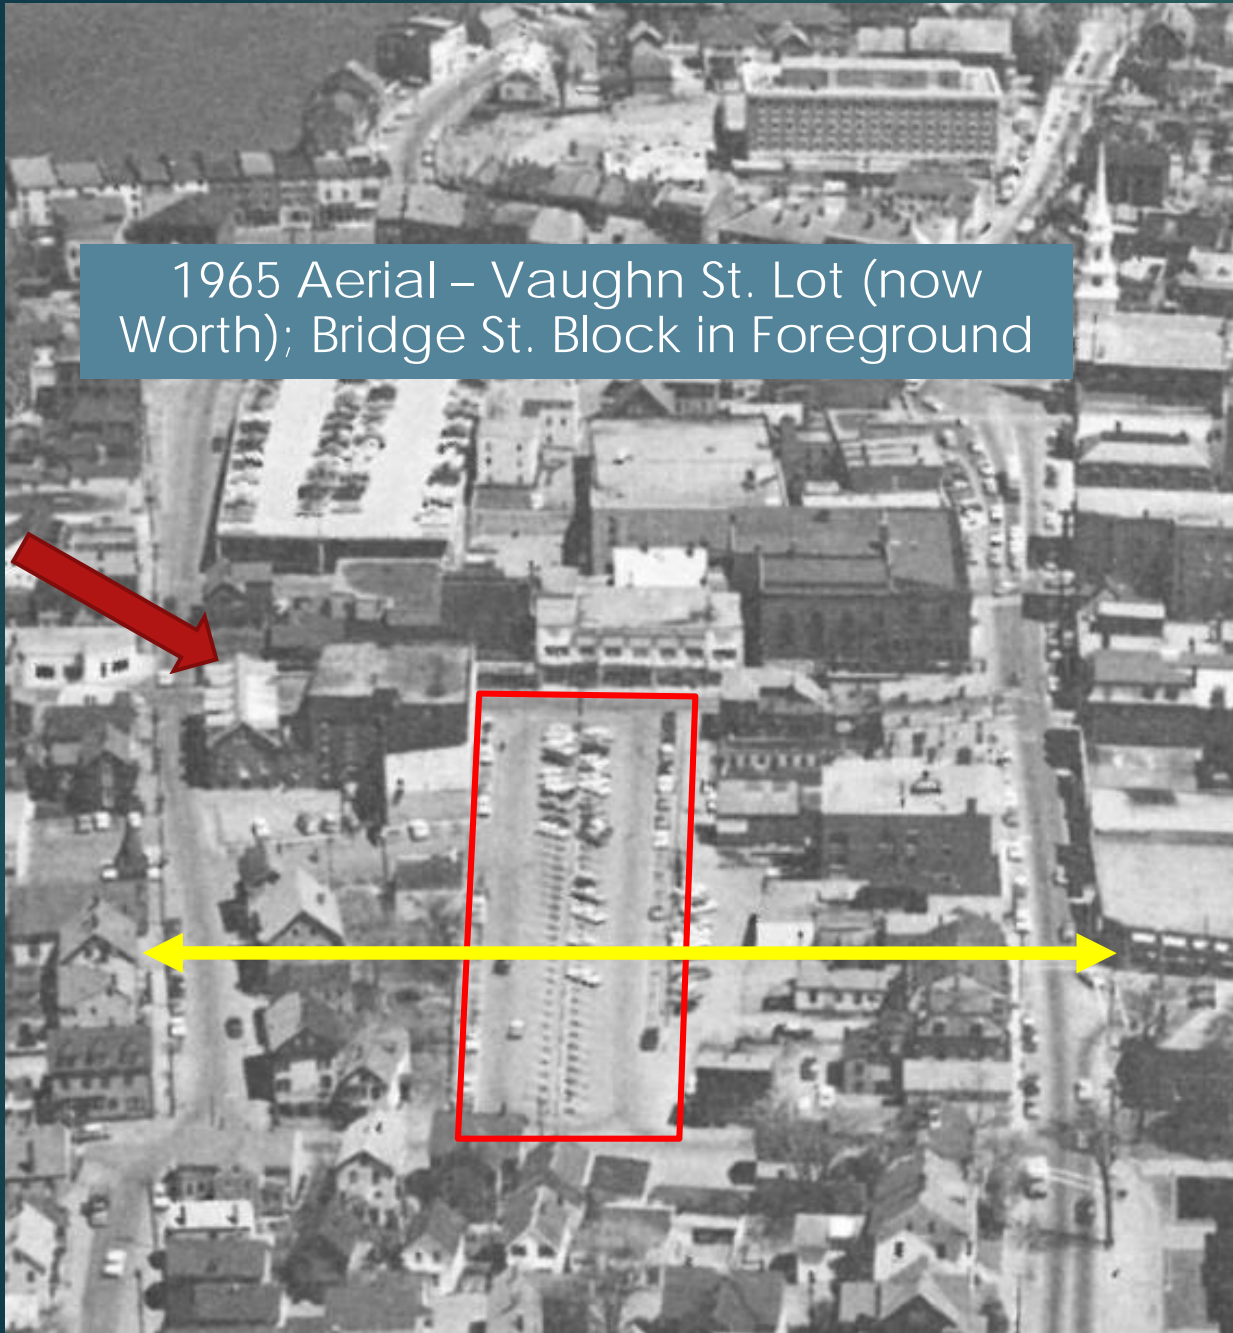 1965 Aerial – Vaughn St. Lot (now
Worth); Bridge St. Block in Foreground